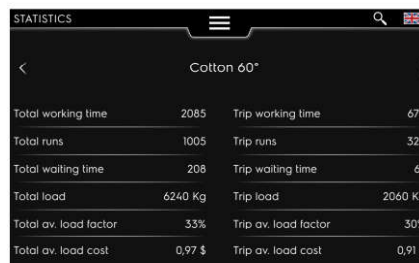 STATISTICS
Cotton 60°
Total working time 2085 Trip working time 67
Total runs 1005 Trip runs 32
Total waiting time 208 Trip waiting time 6
Total load 6240 Kg Trip load 2060 K
Total av. load factor 33% Trip av. load factor 30
Total av. load cost 0,97 $ Trip av. load cost 0,91